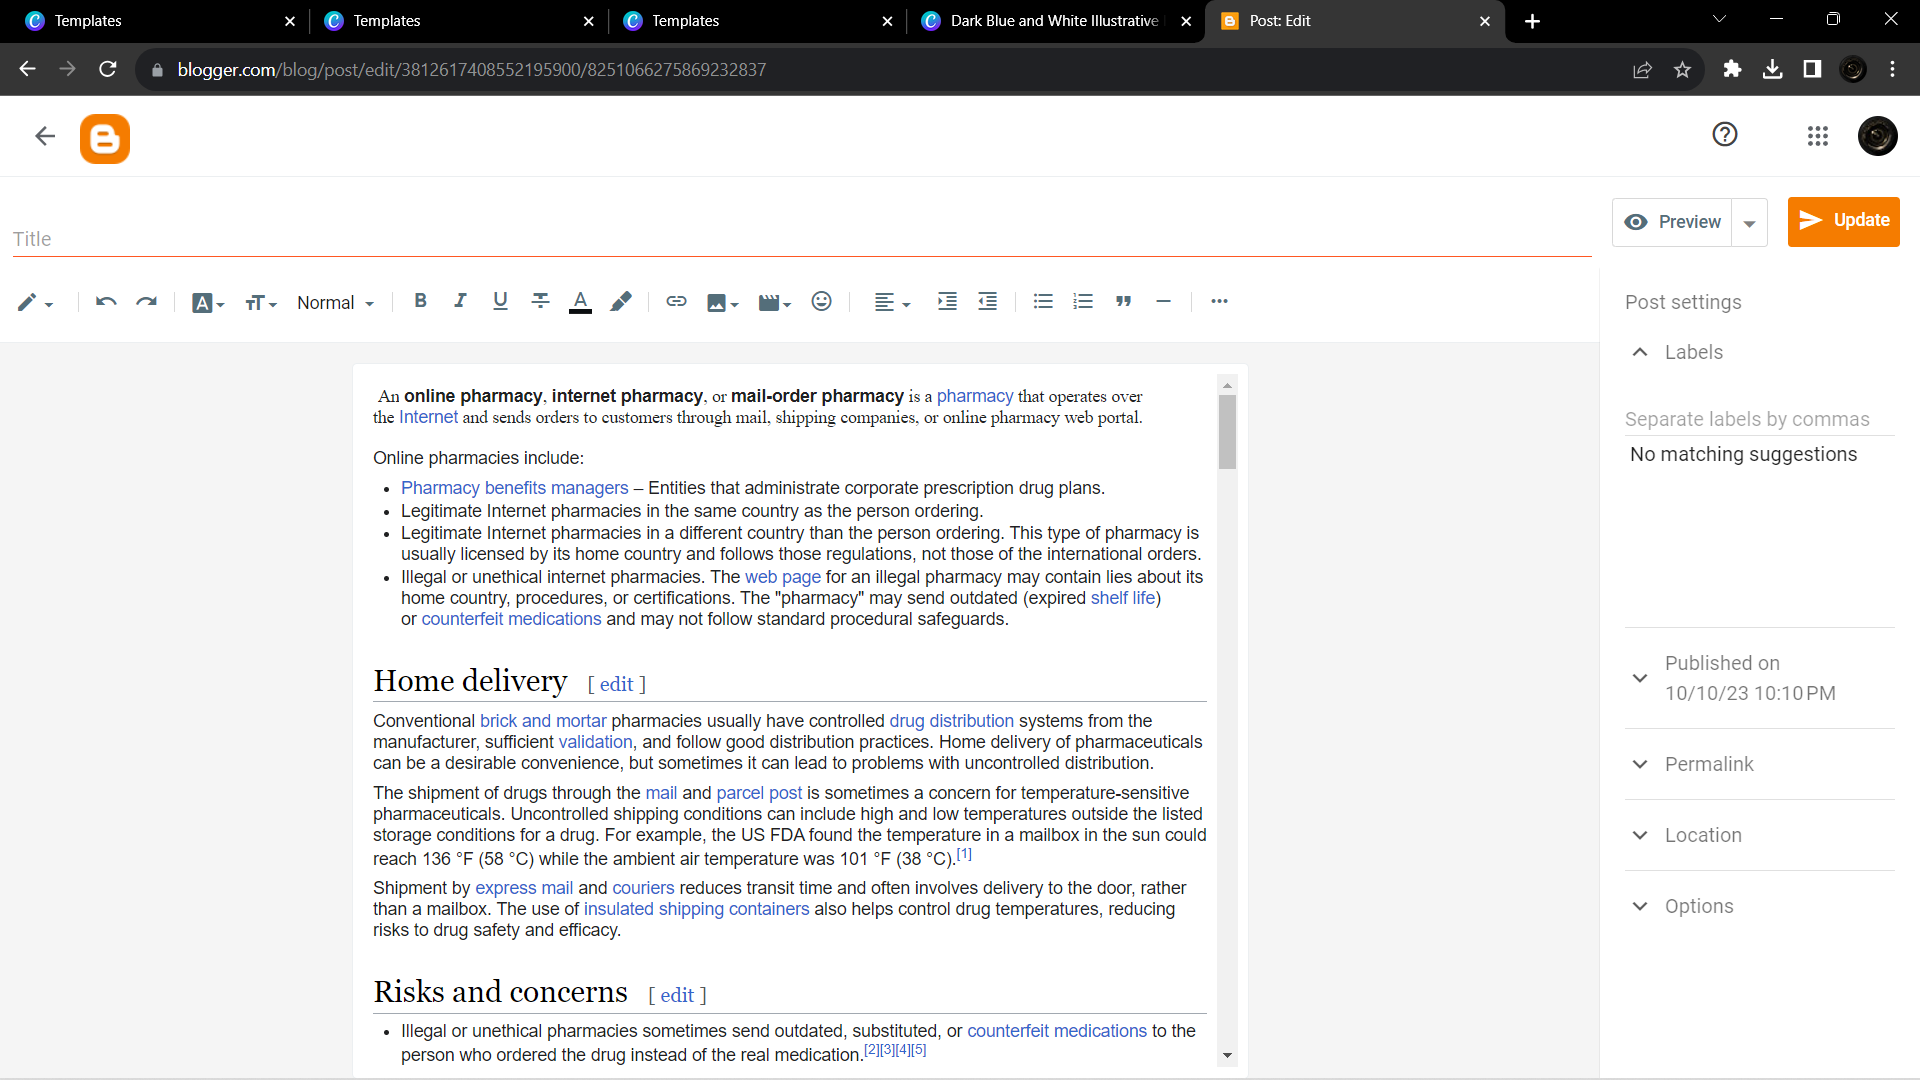 Templates
Templates
Templates
Dark Blue and White Illustrative
Post: Edit
blogger.com/blog/post/edit/3812617408552195900/8251066275869232837
Title
Preview
Update
Normal
Post settings
Labels
Separate labels by commas
No matching suggestions
Published on
10/10/23 10:10 PM
Permalink
Location
Options
An online pharmacy, internet pharmacy, or mail-order pharmacy is a pharmacy that operates over
the Internet and sends orders to customers through mail, shipping companies, or online pharmacy web portal.
Online pharmacies include:
• Pharmacy benefits managers – Entities that administrate corporate prescription drug plans.
• Legitimate Internet pharmacies in the same country as the person ordering.
• Legitimate Internet pharmacies in a different country than the person ordering. This type of pharmacy is
usually licensed by its home country and follows those regulations, not those of the international orders.
• Illegal or unethical internet pharmacies. The web page for an illegal pharmacy may contain lies about its
home country, procedures, or certifications. The "pharmacy" may send outdated (expired shelf life)
or counterfeit medications and may not follow standard procedural safeguards.
Home delivery [ edit ]
Conventional brick and mortar pharmacies usually have controlled drug distribution systems from the
manufacturer, sufficient validation, and follow good distribution practices. Home delivery of pharmaceuticals
can be a desirable convenience, but sometimes it can lead to problems with uncontrolled distribution.
The shipment of drugs through the mail and parcel post is sometimes a concern for temperature-sensitive
pharmaceuticals. Uncontrolled shipping conditions can include high and low temperatures outside the listed
storage conditions for a drug. For example, the US FDA found the temperature in a mailbox in the sun could
reach 136 °F (58 °C) while the ambient air temperature was 101 °F (38 °C).[1]
Shipment by express mail and couriers reduces transit time and often involves delivery to the door, rather
than a mailbox. The use of insulated shipping containers also helps control drug temperatures, reducing
risks to drug safety and efficacy.
Risks and concerns [ edit ]
• Illegal or unethical pharmacies sometimes send outdated, substituted, or counterfeit medications to the
person who ordered the drug instead of the real medication.[2][3][4][5]